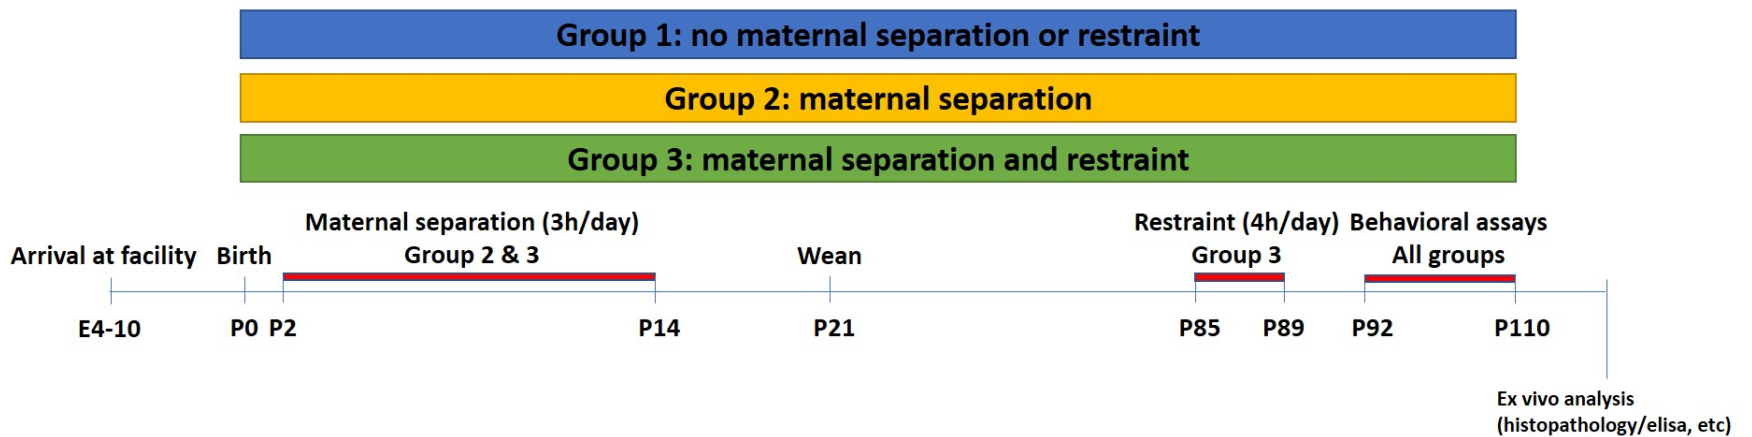 Group 1: no maternal separation or restraint
Group 2: maternal separation
Group 3: maternal separation and restraint
Maternal separation (3h/day)
Group 2 & 3
Restraint (4h/day)
Group 3
Behavioral assays
All groups
Arrival at facility
Birth
Wean
E4-10
P0
P2
P14
P21
P85
P89
P92
P110
Ex vivo analysis
(histopathology/elisa, etc)